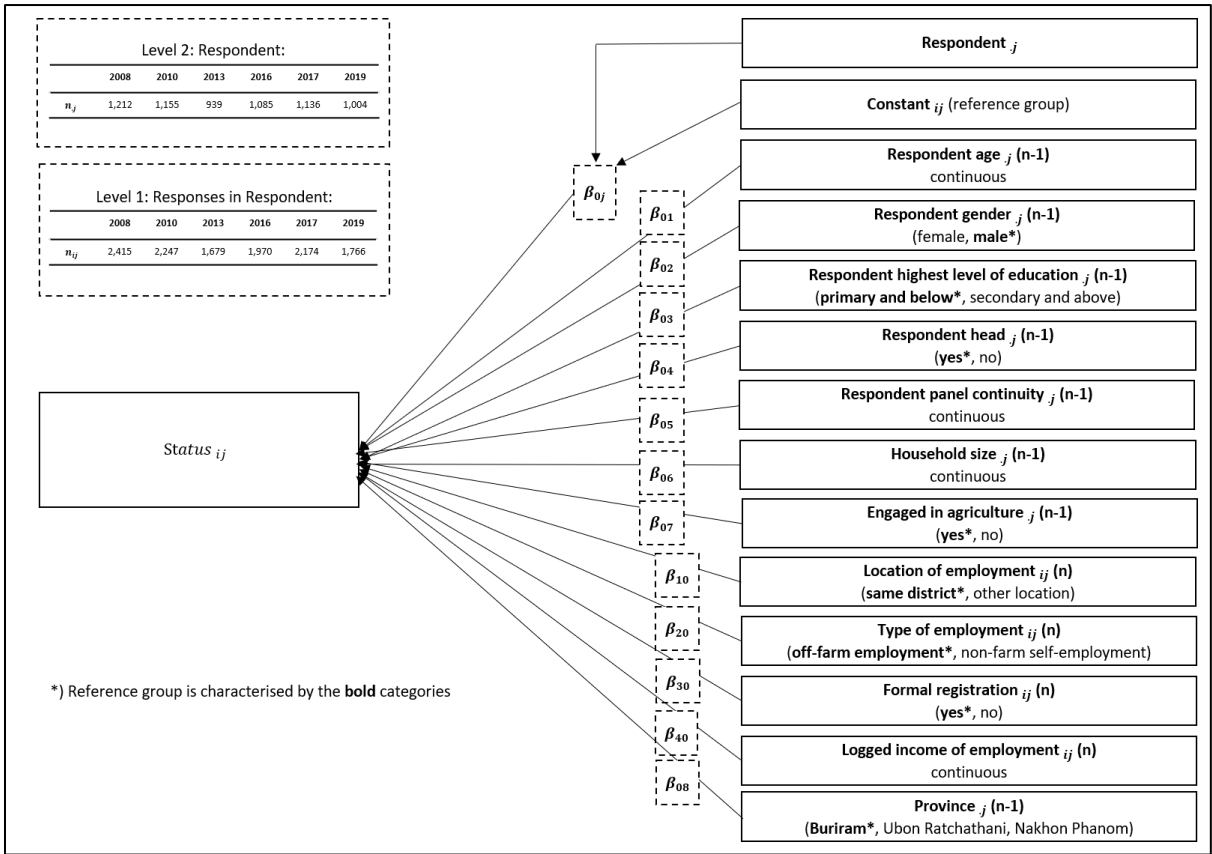 Level 2: Respondent:
2008 2010 2013 2016 2017 2019
n.j 1,212 1,155 939 1,085 1,136 1,004
Level 1: Responses in Respondent:
2008 2010 2013 2016 2017 2019
nij 2,415 2,247 1,679 1,970 2,174 1,766
Status ij
*) Reference group is characterised by the bold categories
β0j
β01
β02
β03
β04
β05
β06
β07
β10
β20
β30
β40
β08
Respondent .j
Constant ij (reference group)
Respondent age .j (n-1)
continuous
Respondent gender .j (n-1)
(female, male*)
Respondent highest level of education .j (n-1)
(primary and below*, secondary and above)
Respondent head .j (n-1)
(yes*, no)
Respondent panel continuity .j (n-1)
continuous
Household size .j (n-1)
continuous
Engaged in agriculture .j (n-1)
(yes*, no)
Location of employment ij (n)
(same district*, other location)
Type of employment ij (n)
(off-farm employment*, non-farm self-employment)
Formal registration ij (n)
(yes*, no)
Logged income of employment ij (n)
continuous
Province .j (n-1)
(Buriram*, Ubon Ratchathani, Nakhon Phanom)